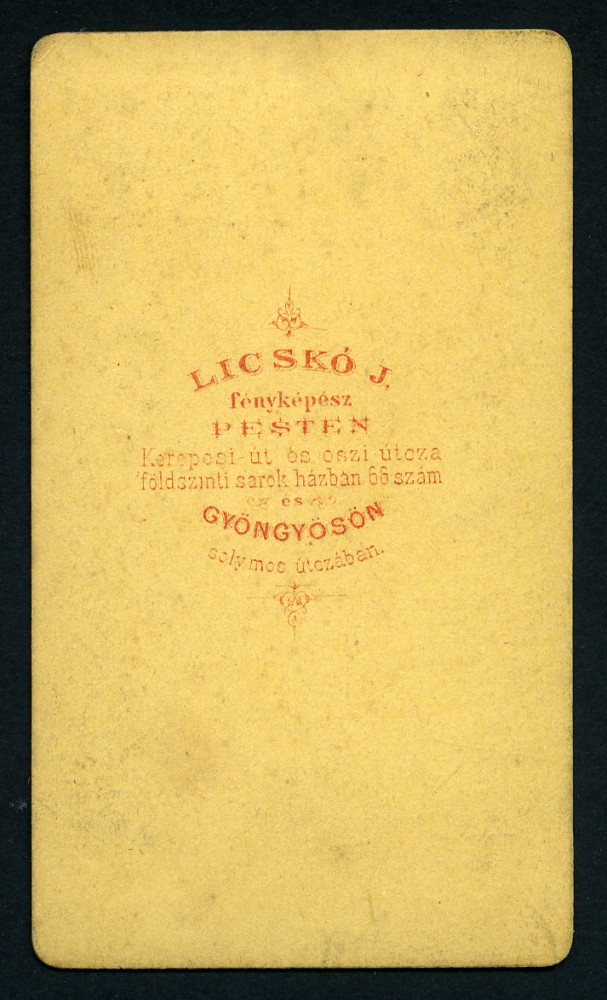 LICSKÓ J.
fényképész
PESTEN
Kerepesi-út és oszi útcza
földszinti sarok házban 66 szám
és
GYÖNGYÖSÖN
solymos útczában.